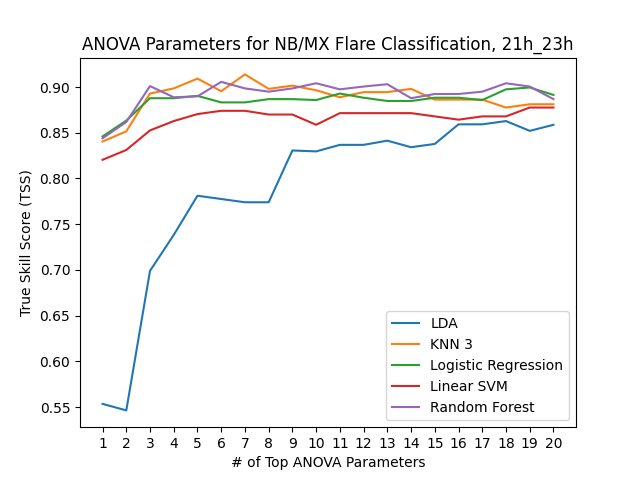 ANOVA Parameters for NB/MX Flare Classification, 21h_23h
True Skill Score (TSS)
0.90
0.85
0.80
0.75
0.70
0.65
0.60
0.55
LDA
KNN 3
Logistic Regression
Linear SVM
Random Forest
1 2 3 4 5 6 7 8 9 10 11 12 13 14 15 16 17 18 19 20
# of Top ANOVA Parameters